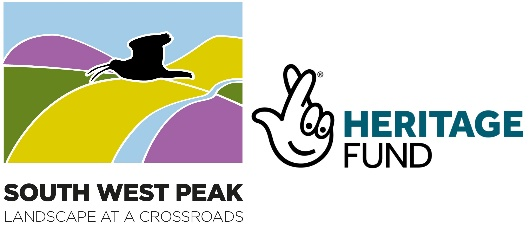 SOUTH WEST PEAK
LANDSCAPE AT A CROSSROADS
®
HERITAGE
FUND